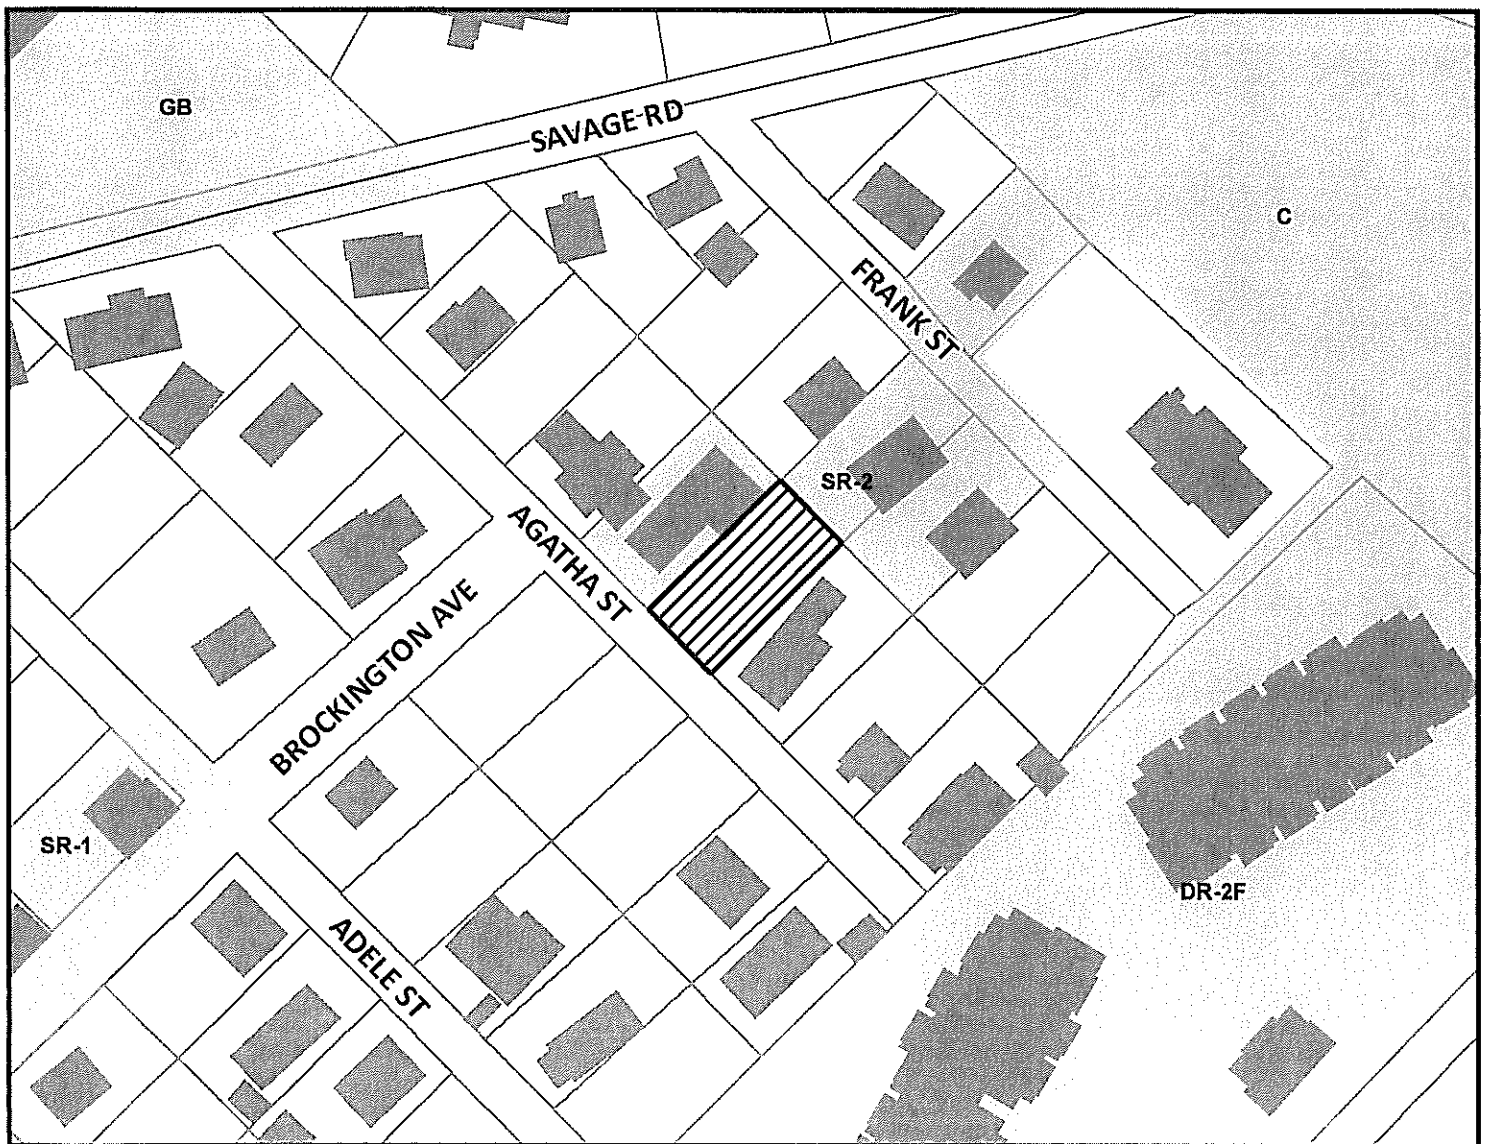 GB
SAVAGE RD
C
FRANK ST
SR-2
AGATHA ST
BROCKINGTON AVE
SR-1
DR-2F
ADELE ST